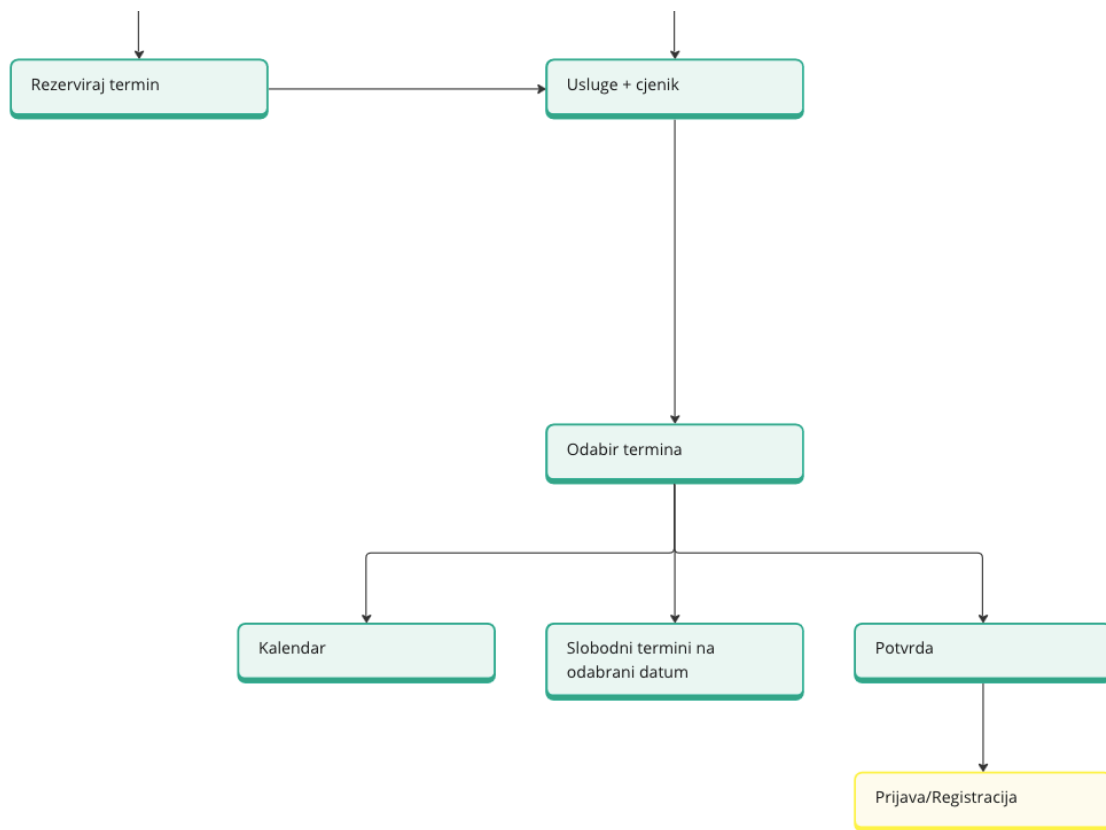 Rezerviraj termin
Usluge + cjenik
Odabir termina
Kalendar
Slobodni termini na
odabrani datum
Potvrda
Prijava/Registracija